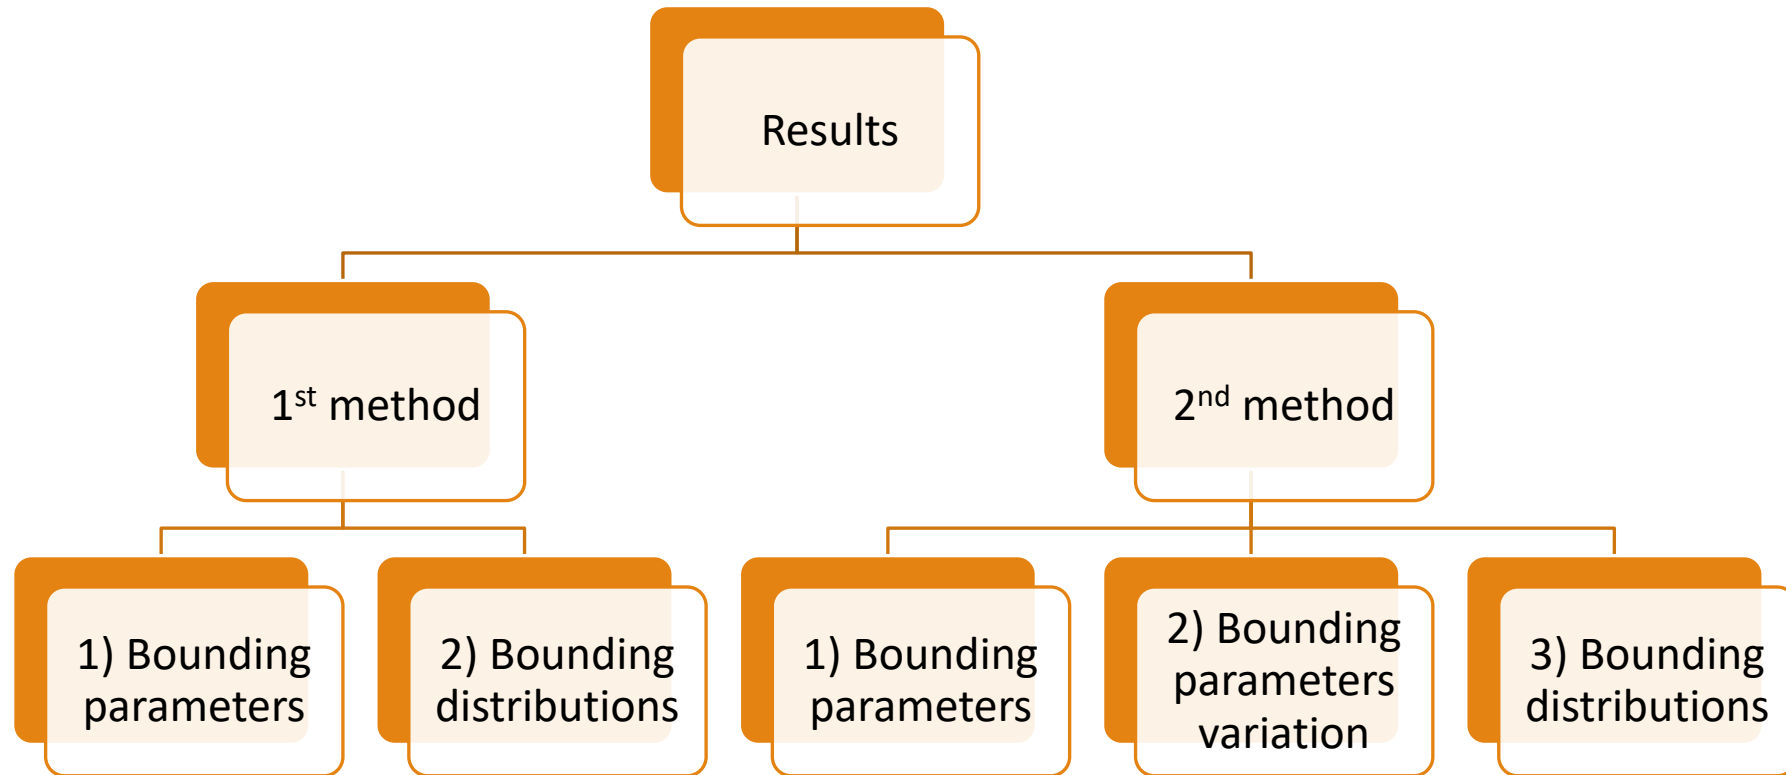 Results
1st method
2nd method
1) Bounding
parameters
2) Bounding
distributions
1) Bounding
parameters
2) Bounding
parameters
variation
3) Bounding
distributions